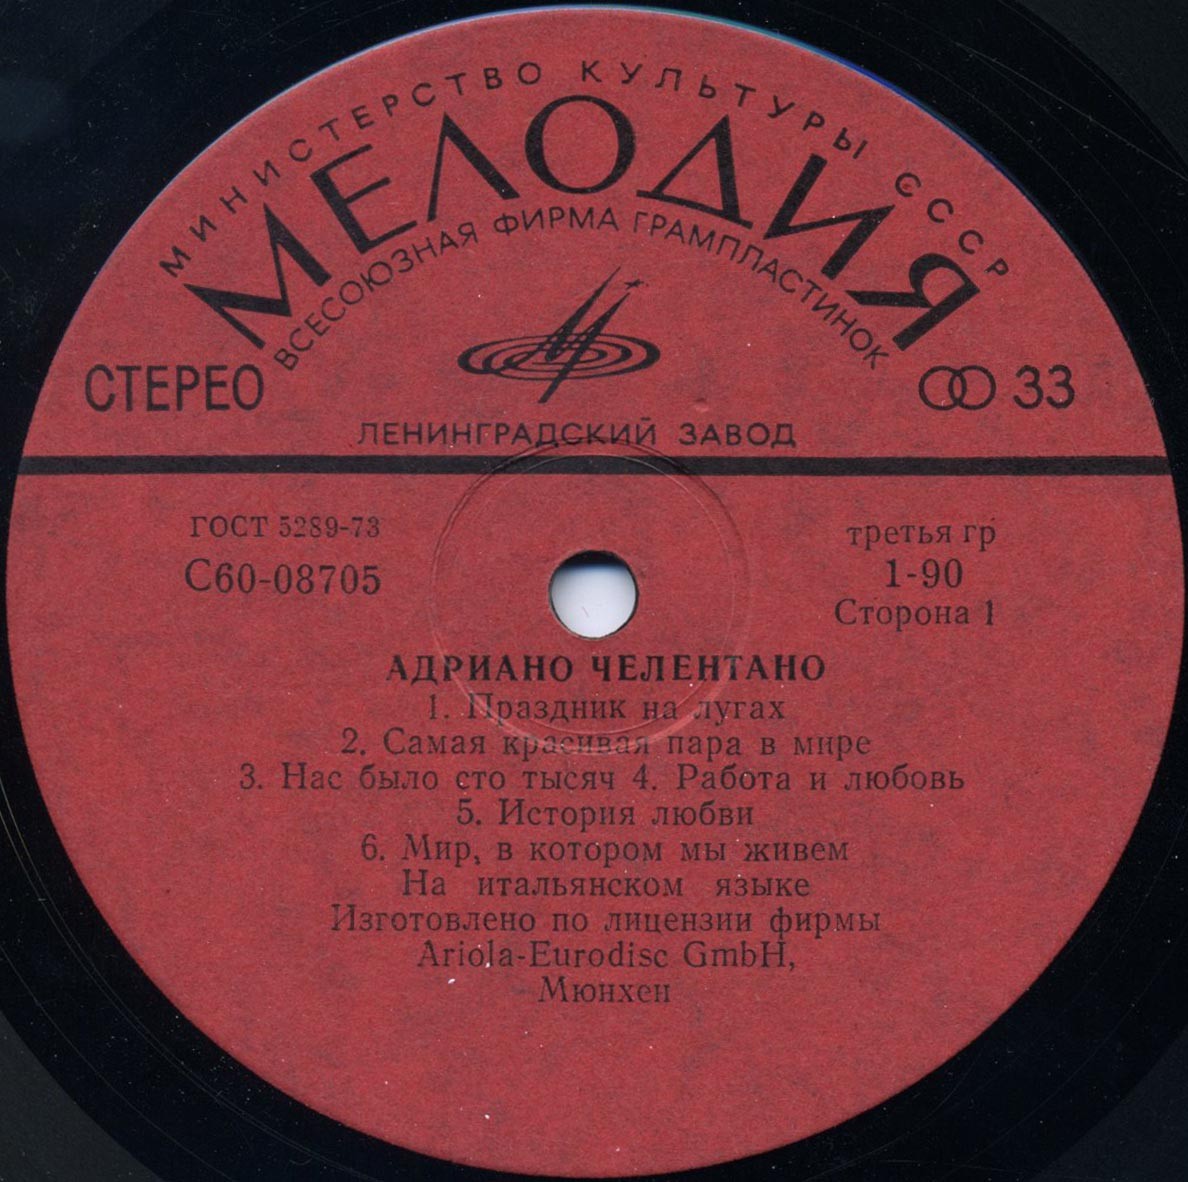 МИНИСТЕРСТВО КУЛЬТУРЫ СССР
МЕЛОДИЯ
ВСЕСОЮЗНАЯ ФИРМА ГРАМПЛАСТИНОК
СТЕРЕО
33
ЛЕНИНГРАДСКИЙ ЗАВОД
ГОСТ 5289-73
С60-08705
третья гр
1-90
Сторона 1
АДРИАНО ЧЕЛЕНТАНО
1. Праздник на лугах
2. Самая красивая пара в мире
3. Нас было сто тысяч 4. Работа и любовь
5. История любви
6. Мир, в котором мы живем
На итальянском языке
Изготовлено по лицензии фирмы
Ariola-Eurodisc GmbH,
Мюнхен